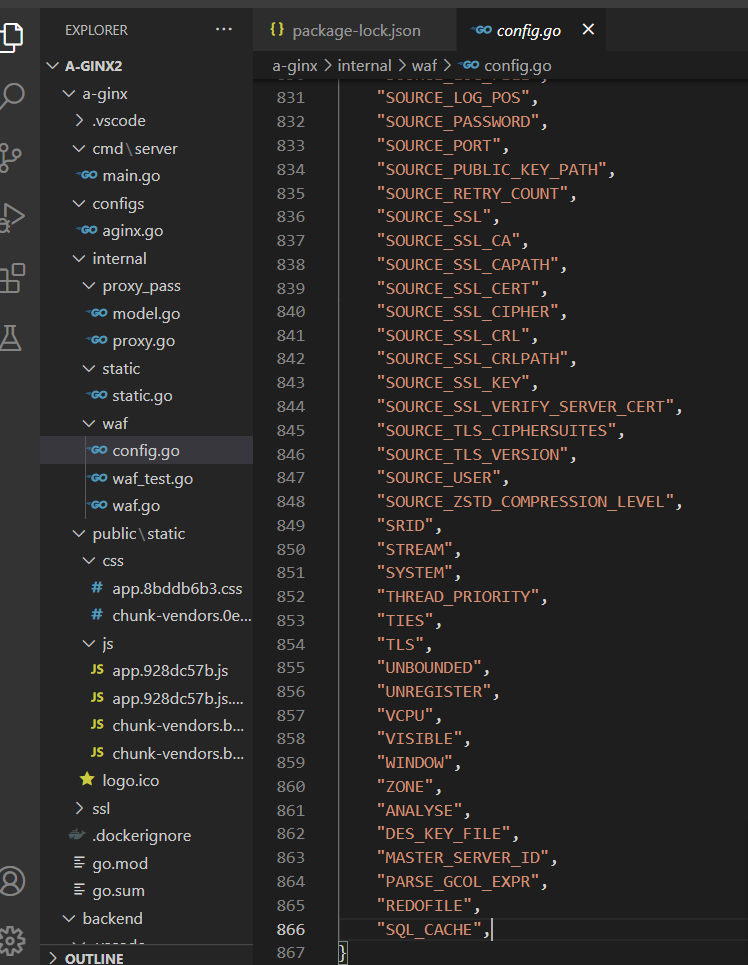 EXPLORER ...
A-GINX2
a-ginx
.vscode
cmd\server
main.go
configs
aginx.go
internal
proxy_pass
model.go
proxy.go
static
static.go
waf
config.go
waf_test.go
waf.go
public\static
css
# app.8bddb6b3.css
# chunk-vendors.0e...
js
JS app.928dc57b.js
JS app.928dc57b.js....
JS chunk-vendors.b...
JS chunk-vendors.b...
logo.ico
ssl
.dockerignore
go.mod
go.sum
backend
OUTLINE
{} package-lock.json
GO config.go
a-ginx > internal > waf > GO config.go
831 "SOURCE_LOG_POS",
832 "SOURCE_PASSWORD",
833 "SOURCE_PORT",
834 "SOURCE_PUBLIC_KEY_PATH",
835 "SOURCE_RETRY_COUNT",
836 "SOURCE_SSL",
837 "SOURCE_SSL_CA",
838 "SOURCE_SSL_CAPATH",
839 "SOURCE_SSL_CERT",
840 "SOURCE_SSL_CIPHER",
841 "SOURCE_SSL_CRL",
842 "SOURCE_SSL_CRLPATH",
843 "SOURCE_SSL_KEY",
844 "SOURCE_SSL_VERIFY_SERVER_CERT",
845 "SOURCE_TLS_CIPHERSUITES",
846 "SOURCE_TLS_VERSION",
847 "SOURCE_USER",
848 "SOURCE_ZSTD_COMPRESSION_LEVEL",
849 "SRID",
850 "STREAM",
851 "SYSTEM",
852 "THREAD_PRIORITY",
853 "TIES",
854 "TLS",
855 "UNBOUNDED",
856 "UNREGISTER",
857 "VCPU",
858 "VISIBLE",
859 "WINDOW",
860 "ZONE",
861 "ANALYSE",
862 "DES_KEY_FILE",
863 "MASTER_SERVER_ID",
864 "PARSE_GCOL_EXPR",
865 "REDOFILE",
866 "SQL_CACHE",
867 }